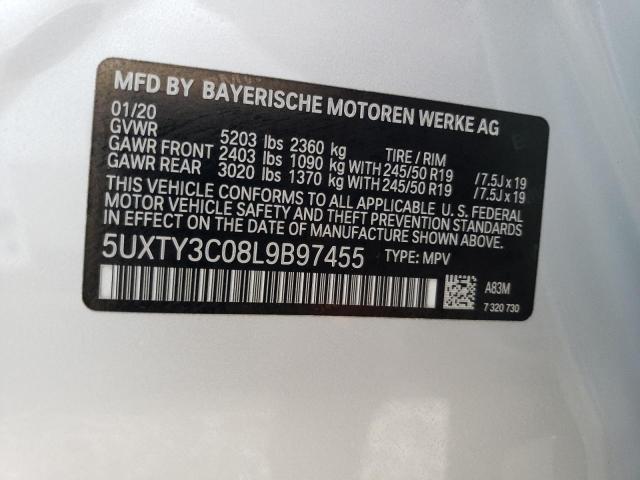 MFD BY BAYERISCHE MOTOREN WERKE AG
01/20
GVWR 5203 lbs 2360 kg TIRE / RIM
GAWR FRONT 2403 lbs 1090 kg WITH 245/50 R19 /7.5J x 19
GAWR REAR 3020 lbs 1370 kg WITH 245/50 R19 /7.5J x 19
THIS VEHICLE CONFORMS TO ALL APPLICABLE U. S. FEDERAL
MOTOR VEHICLE SAFETY AND THEFT PREVENTION STANDARDS
IN EFFECT ON THE DATE OF MANUFACTURE SHOWN ABOVE.
5UXTY3C08L9B97455 TYPE: MPV
A83M
7 320 730